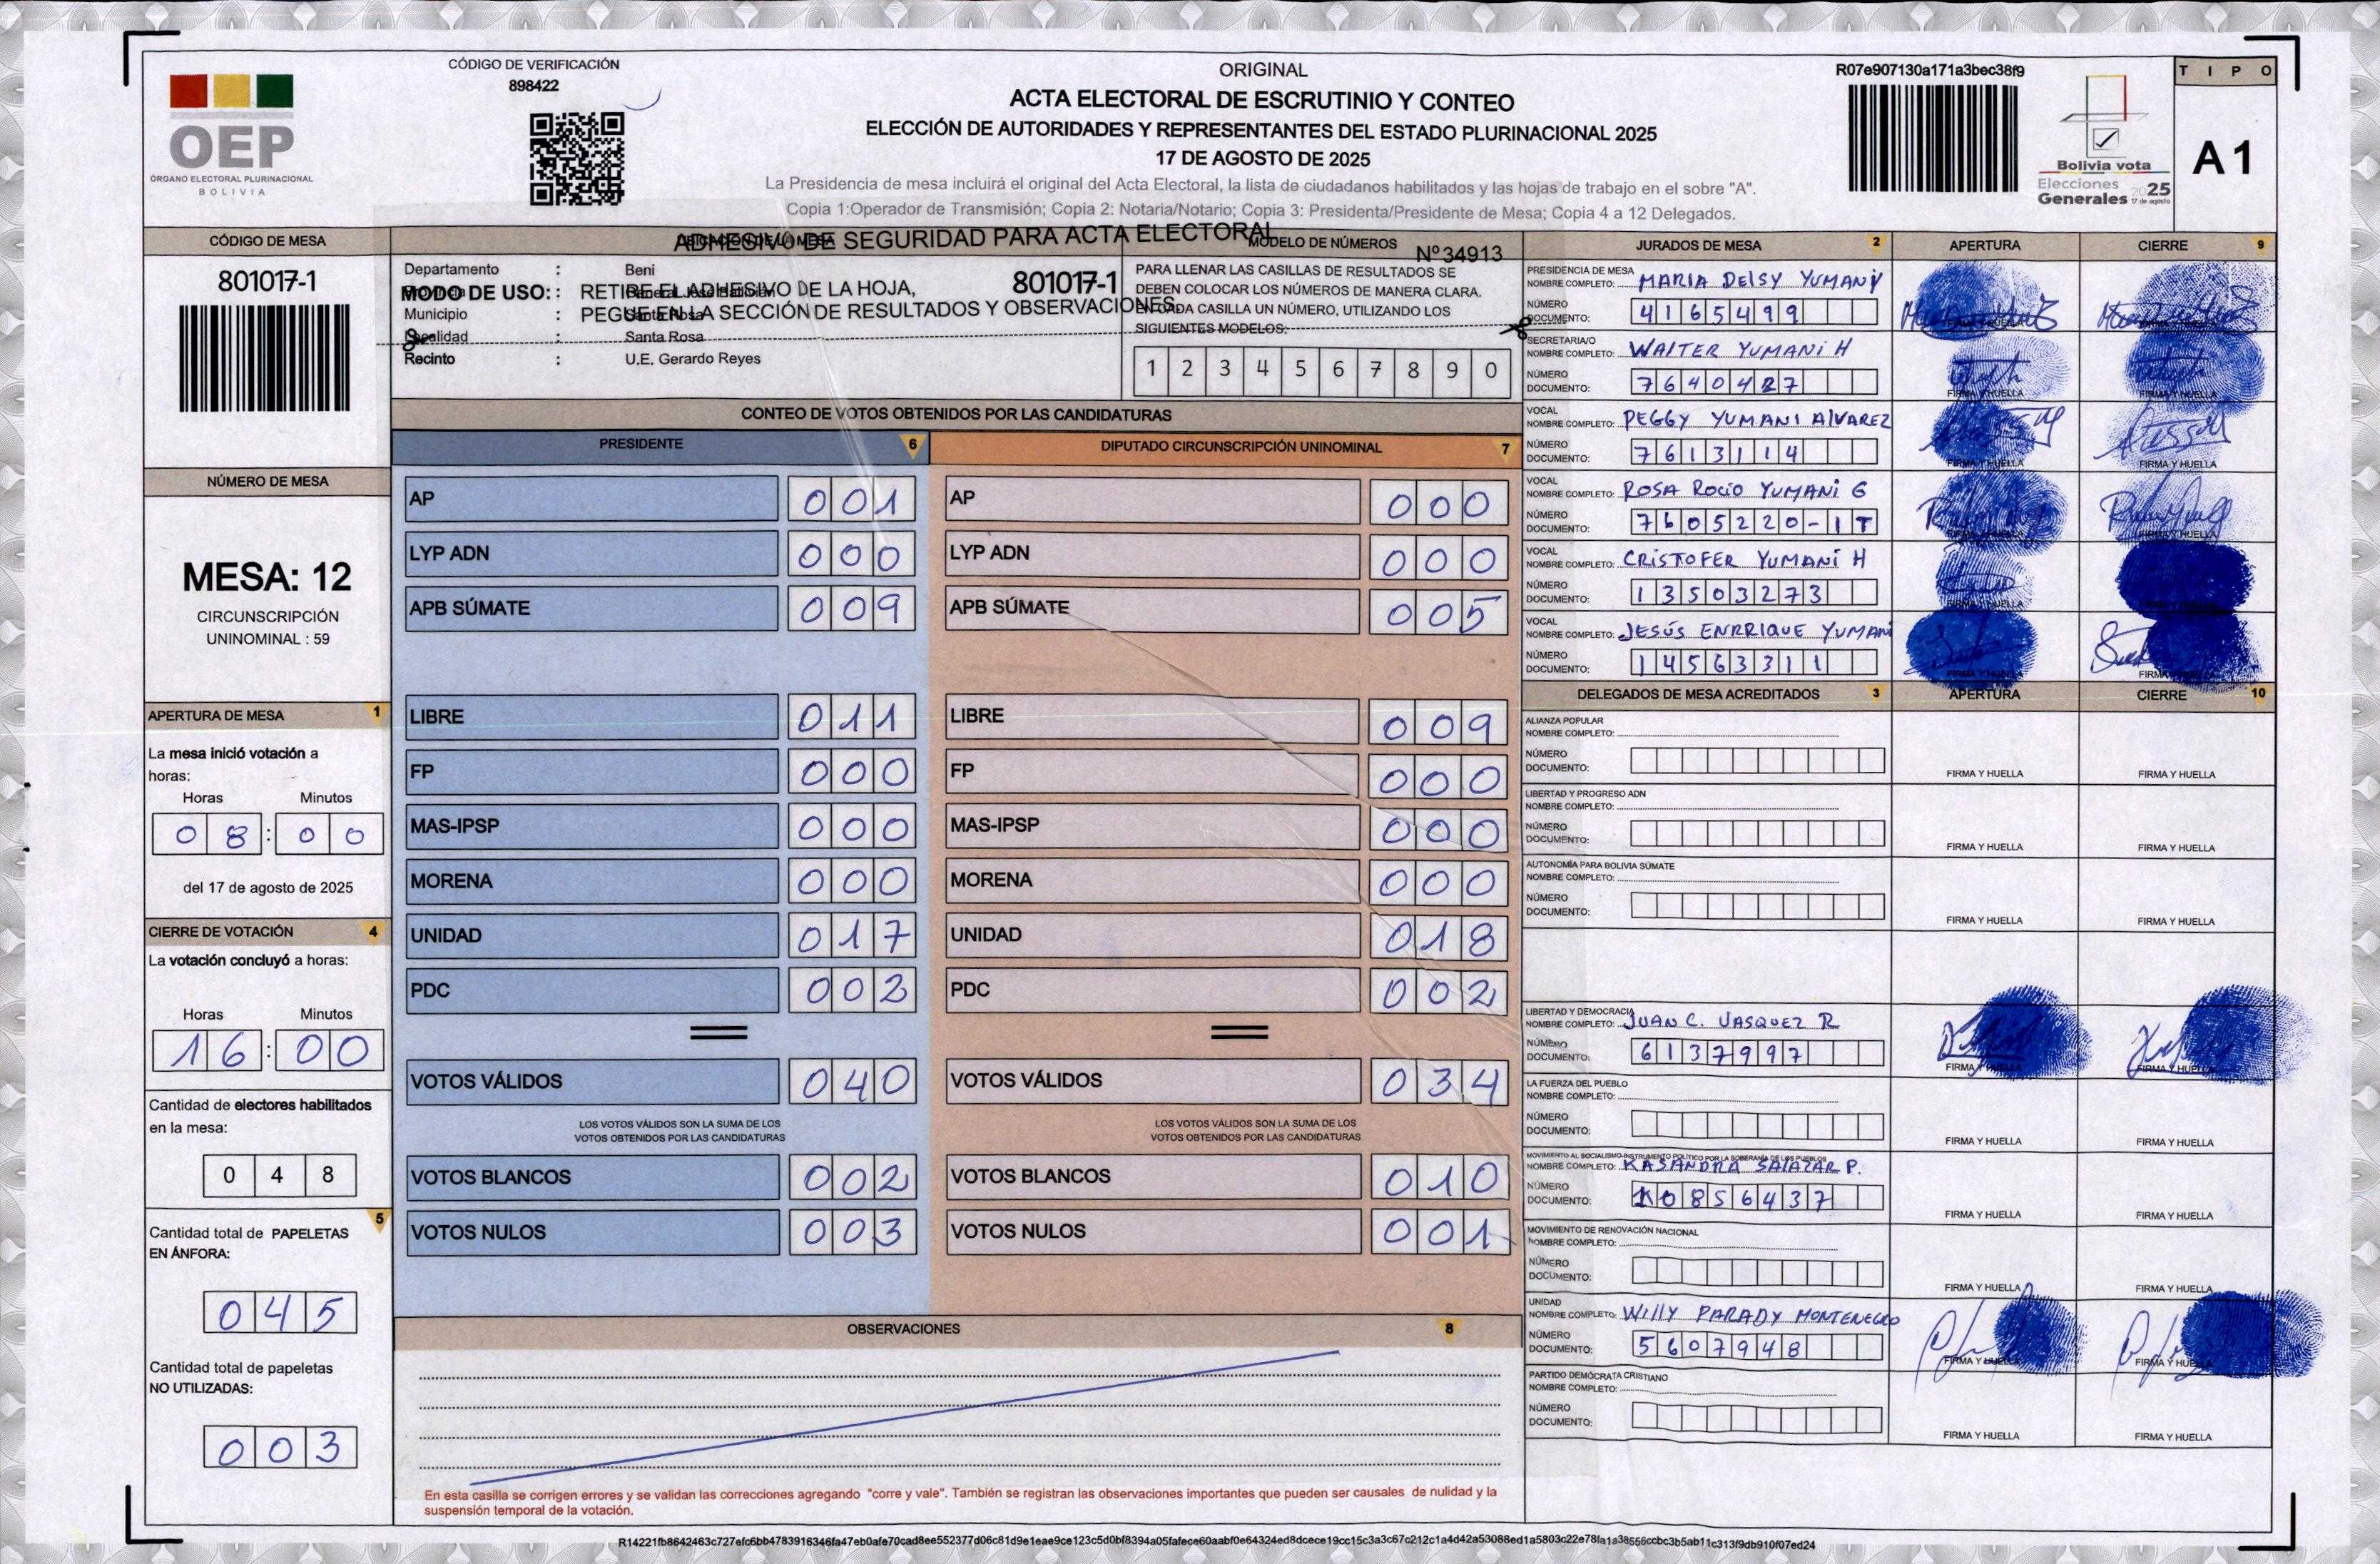 CÓDIGO DE VERIFICACIÓN
898422
OEP
ÓRGANO ELECTORAL PLURINACIONAL
BOLIVIA
ORIGINAL
ACTA ELECTORAL DE ESCRUTINIO Y CONTEO
ELECCIÓN DE AUTORIDADES Y REPRESENTANTES DEL ESTADO PLURINACIONAL 2025
17 DE AGOSTO DE 2025
La Presidencia de mesa incluirá el original del Acta Electoral, la lista de ciudadanos habilitados y las hojas de trabajo en el sobre "A".
Copia 1:Operador de Transmisión; Copia 2: Notaria/Notario; Copia 3: Presidenta/Presidente de Mesa; Copia 4 a 12 Delegados.
R07e907130a171a3bec38f9
Bolivia vota
Elecciones
Generales 2025
17 de agosto
TIPO
A 1
CÓDIGO DE MESA
801017-1
ADHESIVO DE SEGURIDAD PARA ACTA ELECTORAL
Nº34913
MODO DE USO: RETIRE EL ADHESIVO DE LA HOJA,
PEGUE EN LA SECCIÓN DE RESULTADOS Y OBSERVACIONES.
Departamento : Beni
801017-1
Municipio : Santa Rosa
Localidad : Santa Rosa
Recinto : U.E. Gerardo Reyes
MODELO DE NÚMEROS
PARA LLENAR LAS CASILLAS DE RESULTADOS SE
DEBEN COLOCAR LOS NÚMEROS DE MANERA CLARA.
EN CADA CASILLA UN NÚMERO, UTILIZANDO LOS
SIGUIENTES MODELOS:
1 2 3 4 5 6 7 8 9 0
NÚMERO DE MESA
MESA: 12
CIRCUNSCRIPCIÓN
UNINOMINAL : 59
APERTURA DE MESA 1
La mesa inició votación a
horas:
Horas Minutos
08 : 00
del 17 de agosto de 2025
CIERRE DE VOTACIÓN 4
La votación concluyó a horas:
Horas Minutos
16 : 00
Cantidad de electores habilitados
en la mesa:
048
5
Cantidad total de PAPELETAS
EN ÁNFORA:
045
Cantidad total de papeletas
NO UTILIZADAS:
003
CONTEO DE VOTOS OBTENIDOS POR LAS CANDIDATURAS
PRESIDENTE 6
AP 001
LYP ADN 000
APB SÚMATE 009
LIBRE 011
FP 000
MAS-IPSP 000
MORENA 000
UNIDAD 017
PDC 002
VOTOS VÁLIDOS 040
LOS VOTOS VÁLIDOS SON LA SUMA DE LOS
VOTOS OBTENIDOS POR LAS CANDIDATURAS
VOTOS BLANCOS 002
VOTOS NULOS 003
DIPUTADO CIRCUNSCRIPCIÓN UNINOMINAL 7
AP 000
LYP ADN 000
APB SÚMATE 005
LIBRE 009
FP 000
MAS-IPSP 000
MORENA 000
UNIDAD 018
PDC 002
VOTOS VÁLIDOS 034
LOS VOTOS VÁLIDOS SON LA SUMA DE LOS
VOTOS OBTENIDOS POR LAS CANDIDATURAS
VOTOS BLANCOS 010
VOTOS NULOS 001
OBSERVACIONES 8
En esta casilla se corrigen errores y se validan las correcciones agregando "corre y vale". También se registran las observaciones importantes que pueden ser causales de nulidad y la
suspensión temporal de la votación.
JURADOS DE MESA 2 APERTURA CIERRE 9
PRESIDENCIA DE MESA
NOMBRE COMPLETO: MARIA DELSY YUMANY
NÚMERO
DOCUMENTO: 4165499
SECRETARIA/O
NOMBRE COMPLETO: WALTER YUMANI H
NÚMERO
DOCUMENTO: 7640427
FIRMA Y HUELLA FIRMA Y HUELLA
VOCAL
NOMBRE COMPLETO: PEGGY YUMANI ALVAREZ
NÚMERO
DOCUMENTO: 7613114
FIRMA Y HUELLA FIRMA Y HUELLA
VOCAL
NOMBRE COMPLETO: ROSA ROCIO YUMANI G
NÚMERO
DOCUMENTO: 7605220-1T
VOCAL
NOMBRE COMPLETO: CRISTOFER YUMANI H
NÚMERO
DOCUMENTO: 13503273
VOCAL
NOMBRE COMPLETO: JESÚS ENRRIQUE YUMANI
NÚMERO
DOCUMENTO: 14563311
DELEGADOS DE MESA ACREDITADOS 3 APERTURA CIERRE 10
ALIANZA POPULAR
NOMBRE COMPLETO:
NÚMERO
DOCUMENTO:
FIRMA Y HUELLA FIRMA Y HUELLA
LIBERTAD Y PROGRESO ADN
NOMBRE COMPLETO:
NÚMERO
DOCUMENTO:
FIRMA Y HUELLA FIRMA Y HUELLA
AUTONOMÍA PARA BOLIVIA SÚMATE
NOMBRE COMPLETO:
NÚMERO
DOCUMENTO:
FIRMA Y HUELLA FIRMA Y HUELLA
LIBERTAD Y DEMOCRACIA
NOMBRE COMPLETO: JUAN C. VASQUEZ R
NÚMERO
DOCUMENTO: 6137997
FIRMA Y HUELLA FIRMA Y HUELLA
LA FUERZA DEL PUEBLO
NOMBRE COMPLETO:
NÚMERO
DOCUMENTO:
FIRMA Y HUELLA FIRMA Y HUELLA
MOVIMIENTO AL SOCIALISMO-INSTRUMENTO POLÍTICO POR LA SOBERANÍA DE LOS PUEBLOS
NOMBRE COMPLETO: KASANDRA SALAZAR P.
NÚMERO
DOCUMENTO: 10856437
FIRMA Y HUELLA FIRMA Y HUELLA
MOVIMIENTO DE RENOVACIÓN NACIONAL
NOMBRE COMPLETO:
NÚMERO
DOCUMENTO:
FIRMA Y HUELLA FIRMA Y HUELLA
UNIDAD
NOMBRE COMPLETO: WILLY PARADY MONTENEGRO
NÚMERO
DOCUMENTO: 5607948
FIRMA Y HUELLA FIRMA Y HUELLA
PARTIDO DEMÓCRATA CRISTIANO
NOMBRE COMPLETO:
NÚMERO
DOCUMENTO:
FIRMA Y HUELLA FIRMA Y HUELLA